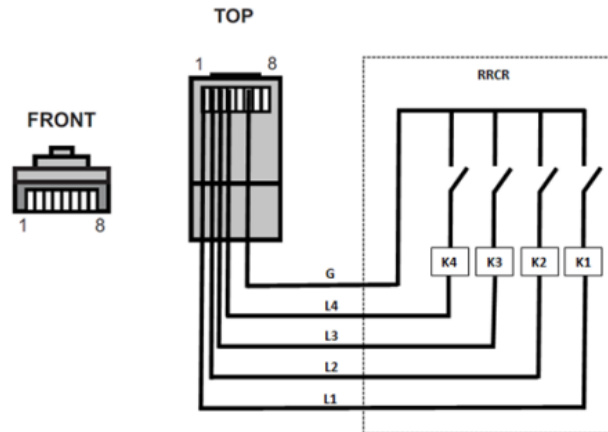 TOP
1 8
RRCR
FRONT
1 8
K4 K3 K2 K1
G
L4
L3
L2
L1